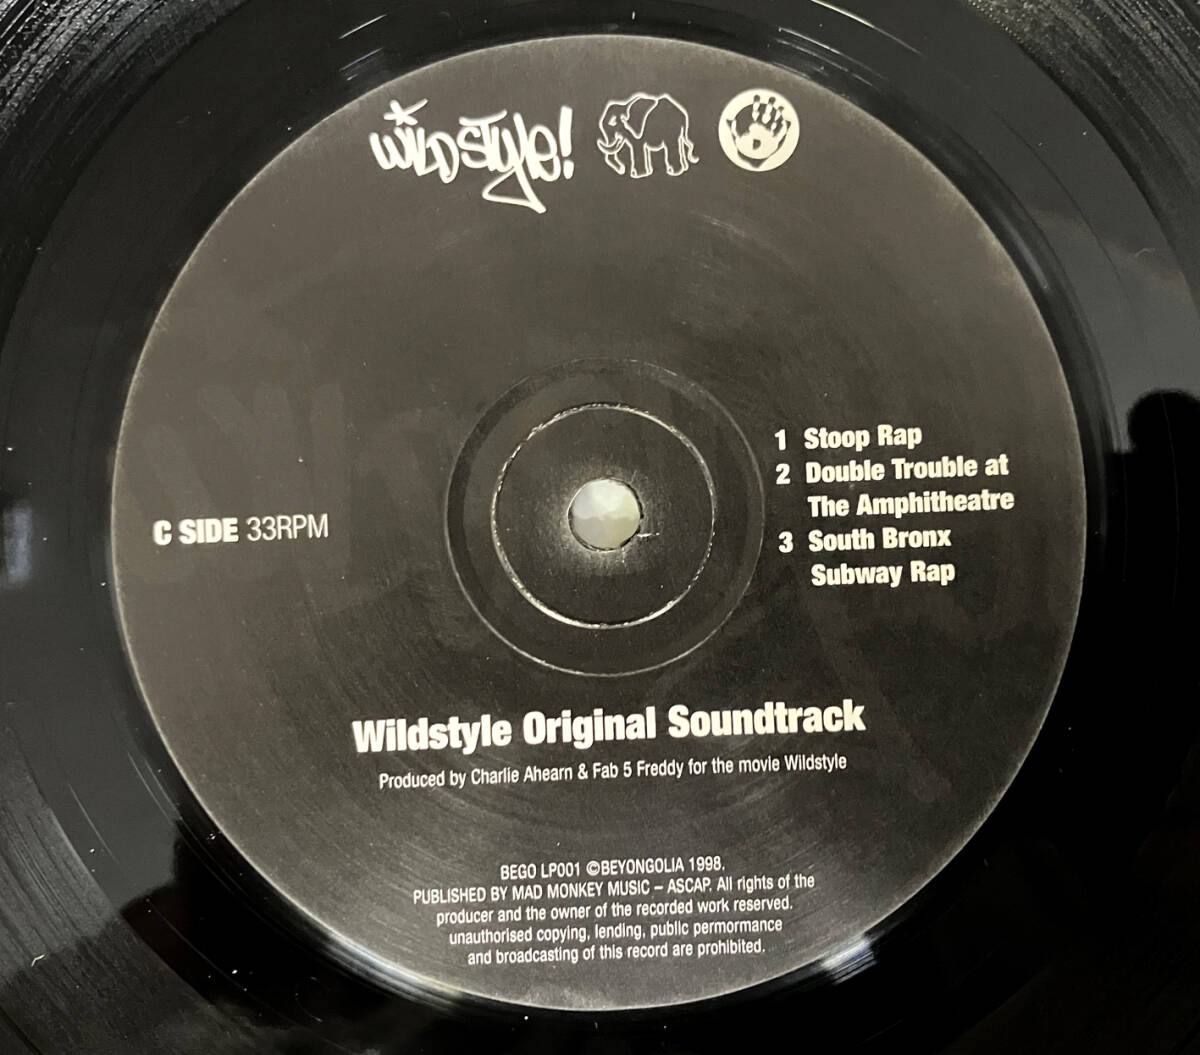 WILDSTYLE!
1 Stoop Rap
2 Double Trouble at
The Amphitheatre
3 South Bronx
Subway Rap
C SIDE 33RPM
Wildstyle Original Soundtrack
Produced by Charlie Ahearn & Fab 5 Freddy for the movie Wildstyle
BEGO LP001 ©BEYONGOLIA 1998.
PUBLISHED BY MAD MONKEY MUSIC – ASCAP. All rights of the
producer and the owner of the recorded work reserved.
unauthorised copying, lending, public permormance
and broadcasting of this record are prohibited.